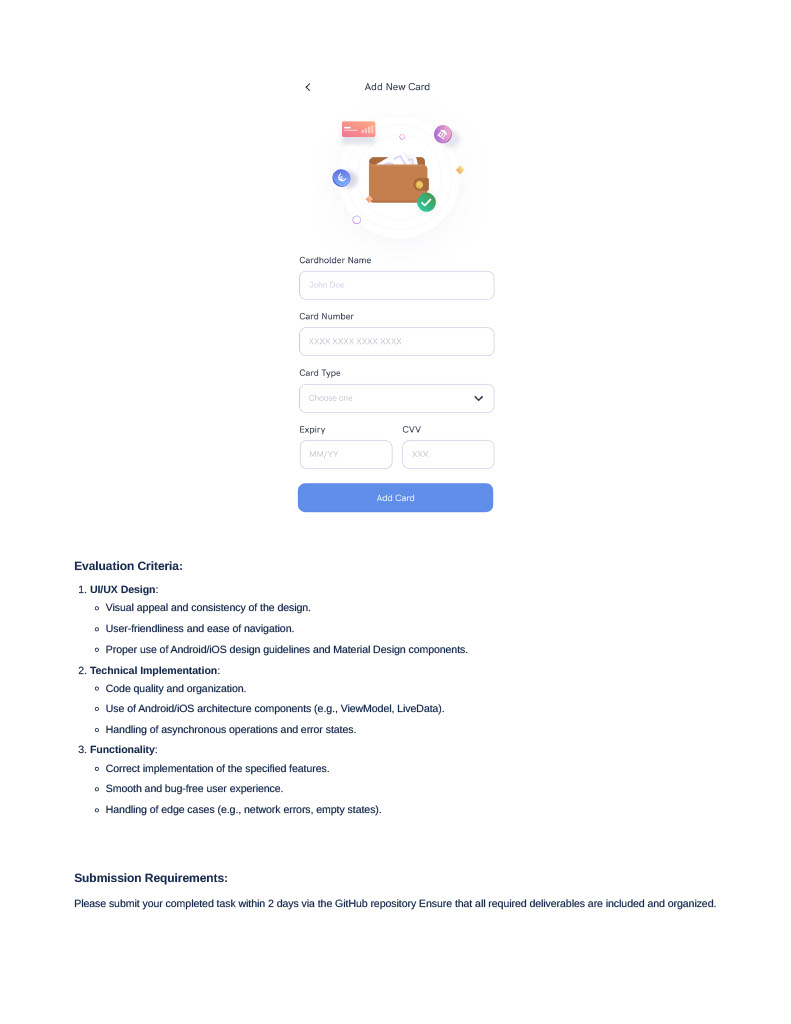 Add New Card
Cardholder Name
John Doe
Card Number
XXXX XXXX XXXX XXXX
Card Type
Choose one
Expiry CVV
MM/YY XXX
Add Card
Evaluation Criteria:
1. UI/UX Design:
Visual appeal and consistency of the design.
User-friendliness and ease of navigation.
Proper use of Android/iOS design guidelines and Material Design components.
2. Technical Implementation:
Code quality and organization.
Use of Android/iOS architecture components (e.g., ViewModel, LiveData).
Handling of asynchronous operations and error states.
3. Functionality:
Correct implementation of the specified features.
Smooth and bug-free user experience.
Handling of edge cases (e.g., network errors, empty states).
Submission Requirements:
Please submit your completed task within 2 days via the GitHub repository Ensure that all required deliverables are included and organized.